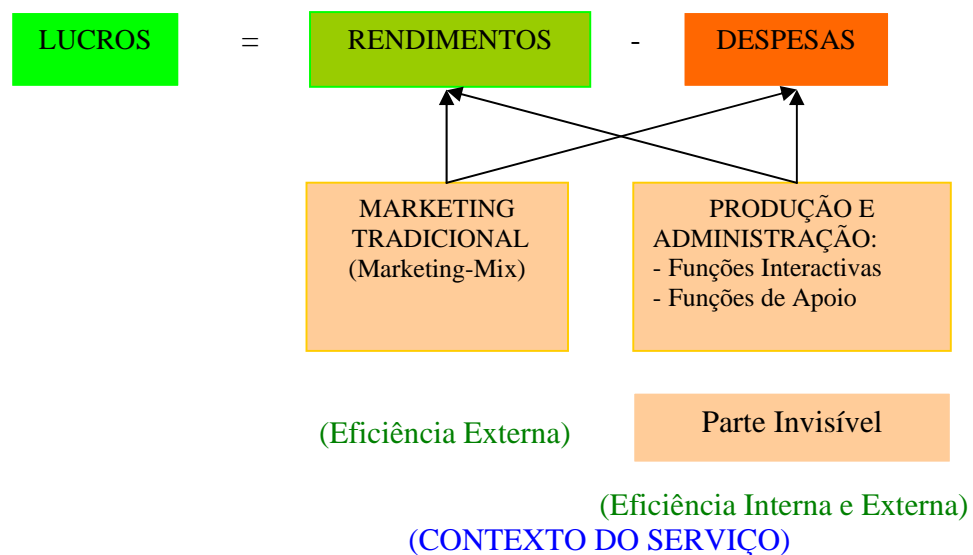 LUCROS = RENDIMENTOS - DESPESAS
MARKETING
TRADICIONAL
(Marketing-Mix)
PRODUÇÃO E
ADMINISTRAÇÃO:
- Funções Interactivas
- Funções de Apoio
(Eficiência Externa)
Parte Invisível
(Eficiência Interna e Externa)
(CONTEXTO DO SERVIÇO)